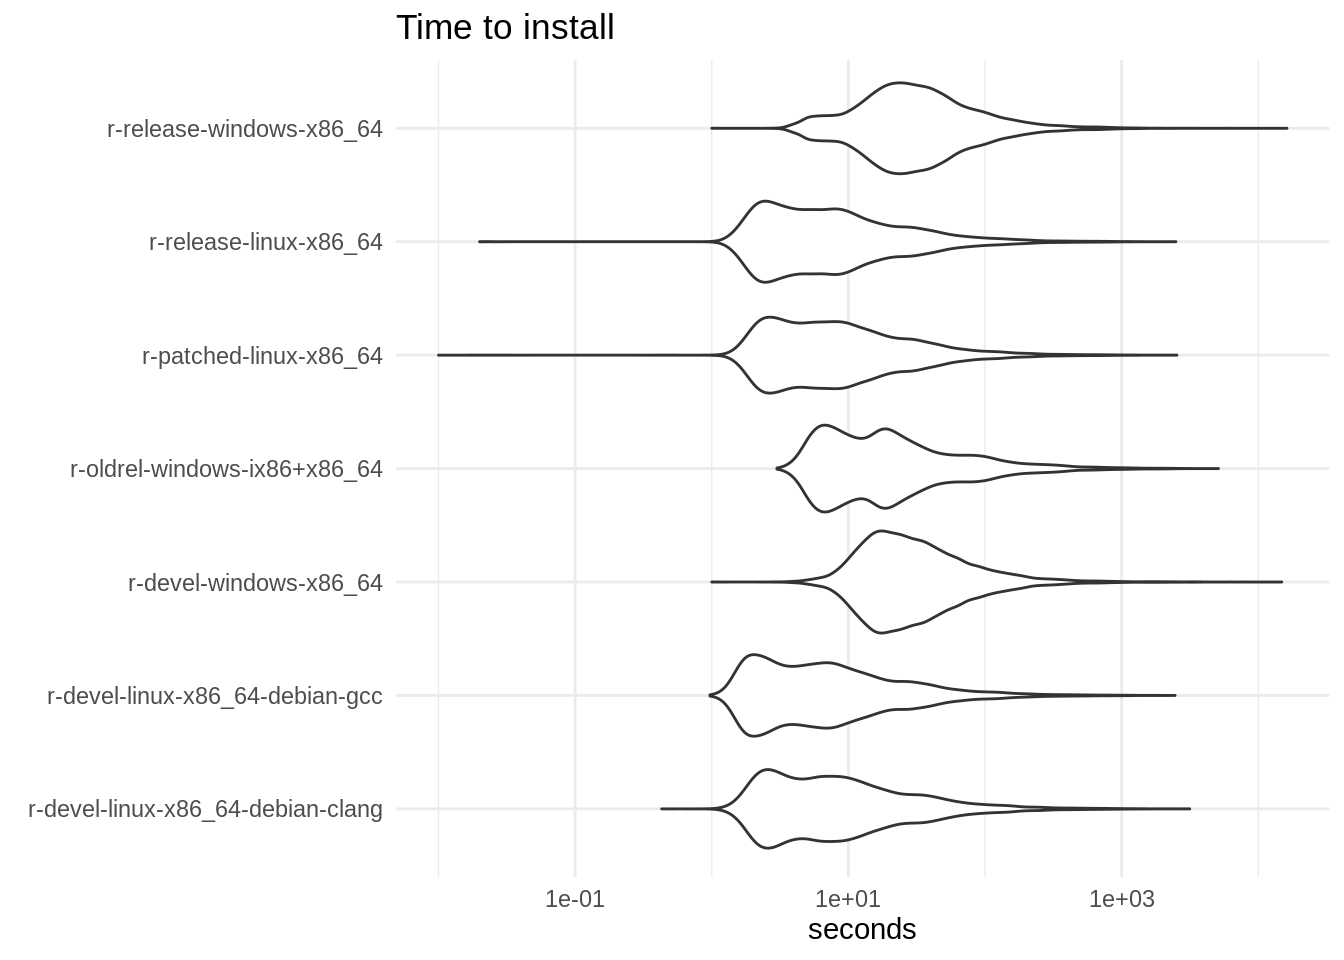 Time to install
r-release-windows-x86_64
r-release-linux-x86_64
r-patched-linux-x86_64
r-oldrel-windows-ix86+x86_64
r-devel-windows-x86_64
r-devel-linux-x86_64-debian-gcc
r-devel-linux-x86_64-debian-clang
1e-01 1e+01 1e+03
seconds